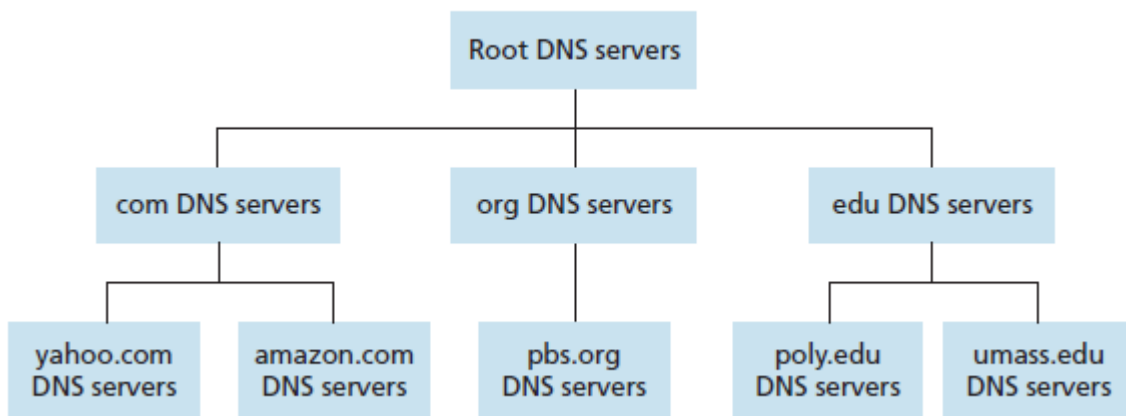 Root DNS servers
com DNS servers
org DNS servers
edu DNS servers
yahoo.com
DNS servers
amazon.com
DNS servers
pbs.org
DNS servers
poly.edu
DNS servers
umass.edu
DNS servers